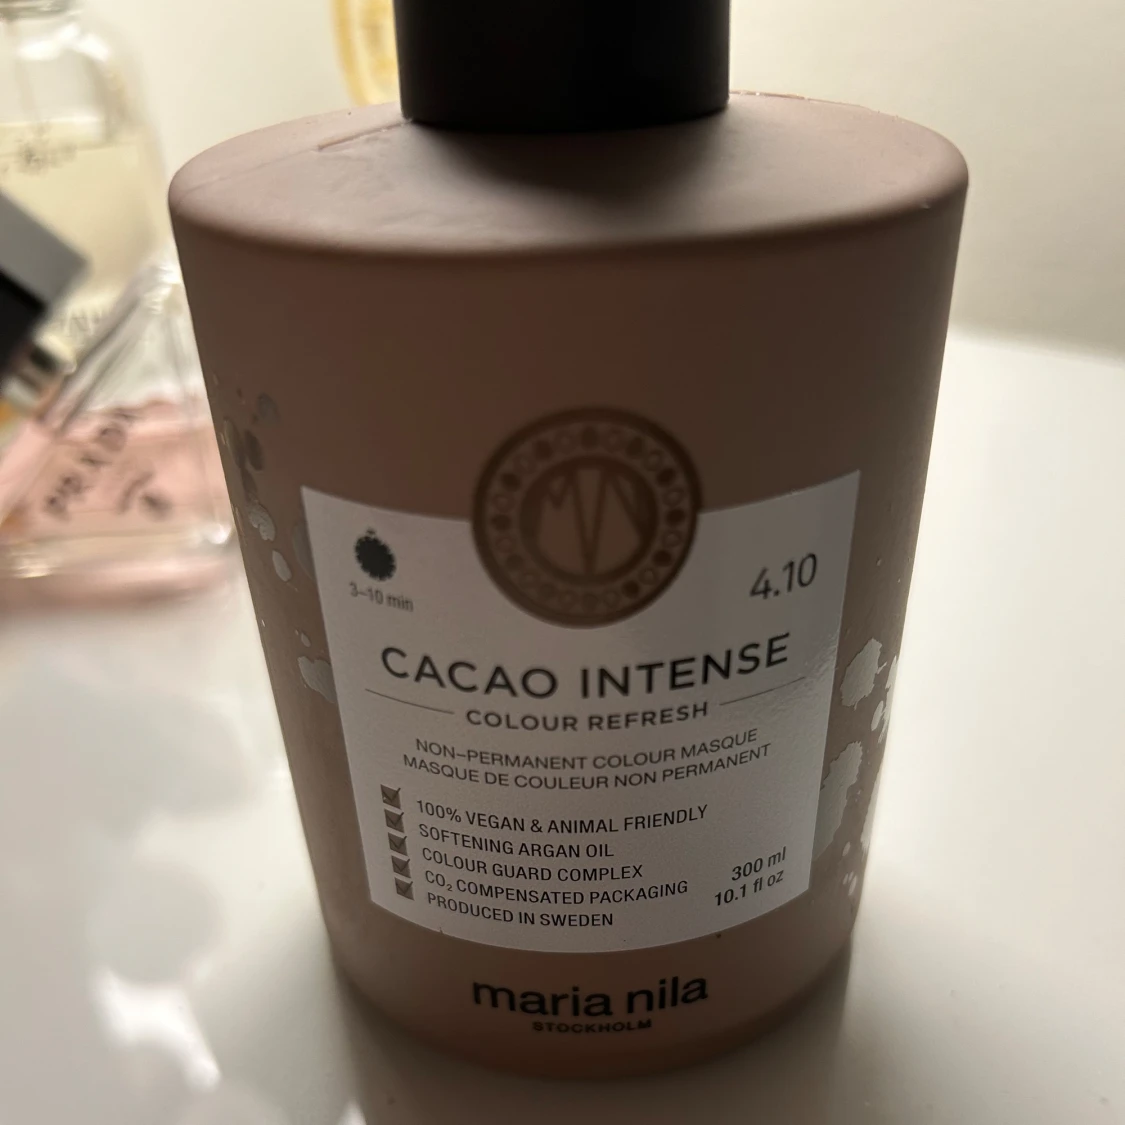 PRADA
MN
3–10 min
4.10
CACAO INTENSE
COLOUR REFRESH
NON–PERMANENT COLOUR MASQUE
MASQUE DE COULEUR NON PERMANENT
100% VEGAN & ANIMAL FRIENDLY
SOFTENING ARGAN OIL
COLOUR GUARD COMPLEX
CO₂ COMPENSATED PACKAGING
PRODUCED IN SWEDEN
300 ml
10.1 fl oz
maria nila
STOCKHOLM